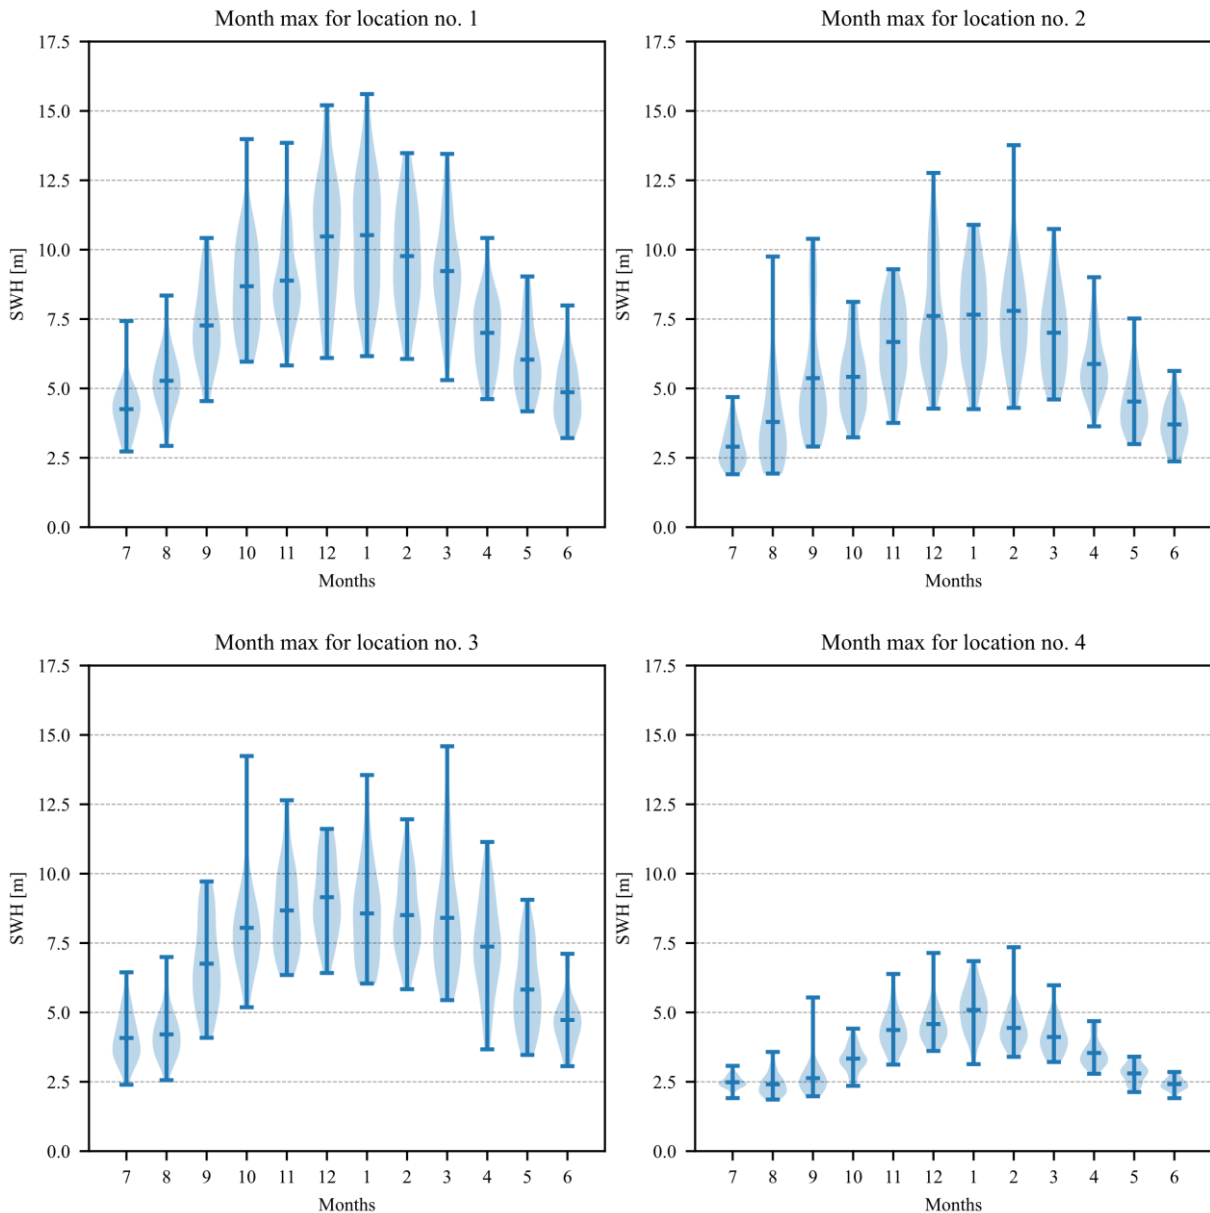 Month max for location no. 1
17.5
15.0
12.5
10.0
7.5
5.0
2.5
0.0
SWH [m]
7 8 9 10 11 12 1 2 3 4 5 6
Months
Month max for location no. 2
17.5
15.0
12.5
10.0
7.5
5.0
2.5
0.0
SWH [m]
7 8 9 10 11 12 1 2 3 4 5 6
Months
Month max for location no. 3
17.5
15.0
12.5
10.0
7.5
5.0
2.5
0.0
SWH [m]
7 8 9 10 11 12 1 2 3 4 5 6
Months
Month max for location no. 4
17.5
15.0
12.5
10.0
7.5
5.0
2.5
0.0
SWH [m]
7 8 9 10 11 12 1 2 3 4 5 6
Months